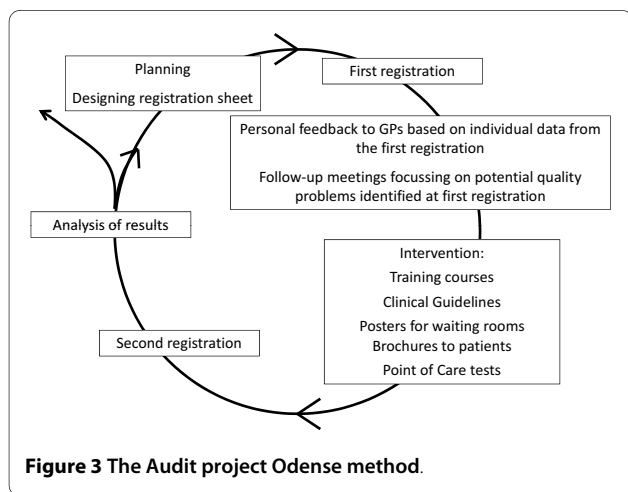 Planning
Designing registration sheet
First registration
Personal feedback to GPs based on individual data from
the first registration
Follow-up meetings focussing on potential quality
problems identified at first registration
Intervention:
Training courses
Clinical Guidelines
Posters for waiting rooms
Brochures to patients
Point of Care tests
Second registration
Analysis of results
Figure 3 The Audit project Odense method.